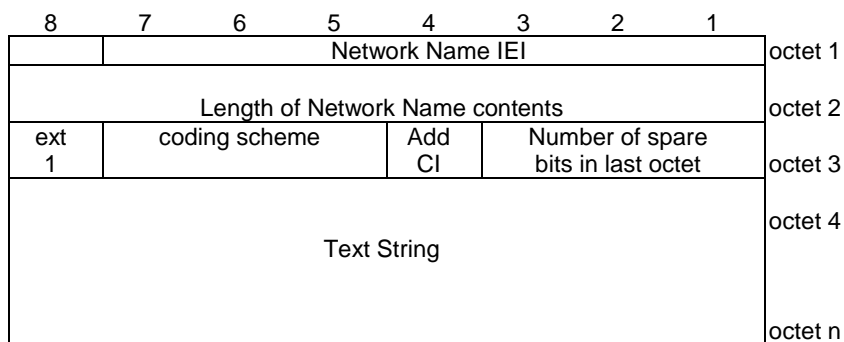 8 7 6 5 4 3 2 1
Network Name IEI octet 1
Length of Network Name contents octet 2
ext coding scheme Add Number of spare
1 CI bits in last octet octet 3
octet 4
Text String
octet n